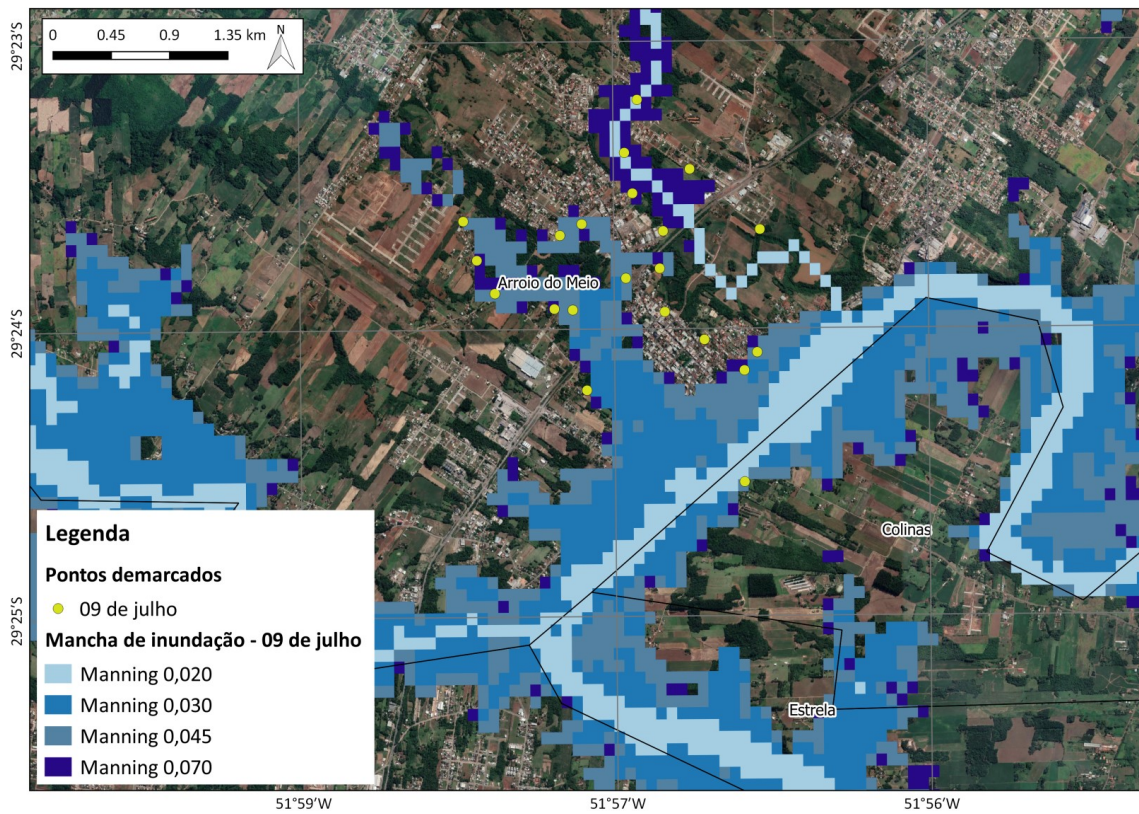 0 0.45 0.9 1.35 km
N
29°23'S
29°24'S
29°25'S
Arroio do Meio
Colinas
Estrela
Legenda
Pontos demarcados
09 de julho
Mancha de inundação - 09 de julho
Manning 0,020
Manning 0,030
Manning 0,045
Manning 0,070
51°59'W
51°57'W
51°56'W